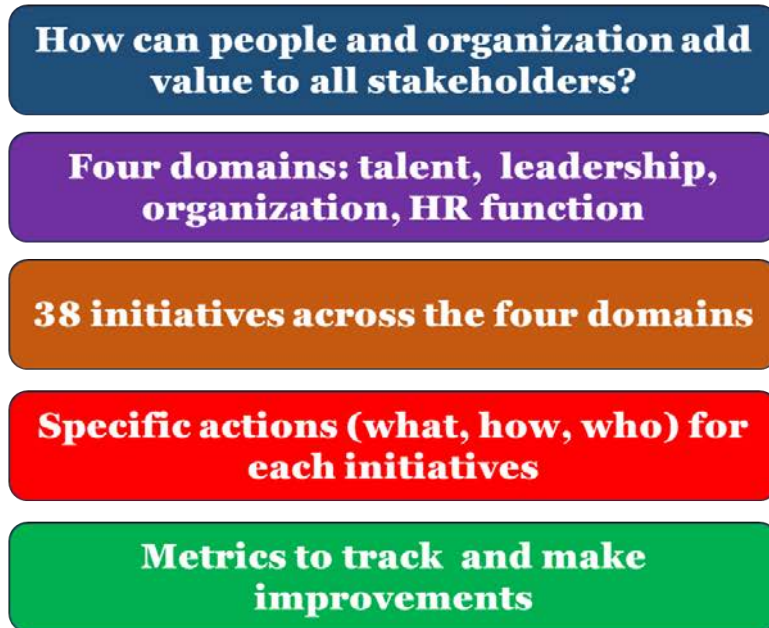 How can people and organization add
value to all stakeholders?
Four domains: talent, leadership,
organization, HR function
38 initiatives across the four domains
Specific actions (what, how, who) for
each initiatives
Metrics to track and make
improvements